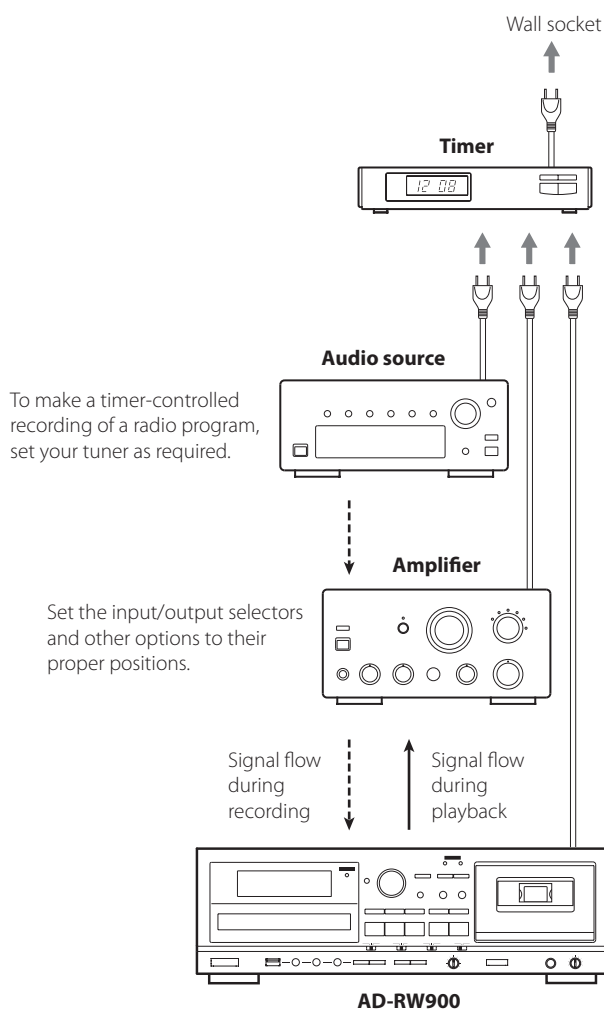 Wall socket
Timer
12 08
Audio source
To make a timer-controlled
recording of a radio program,
set your tuner as required.
Amplifier
Set the input/output selectors
and other options to their
proper positions.
Signal flow
during
recording
Signal flow
during
playback
AD-RW900